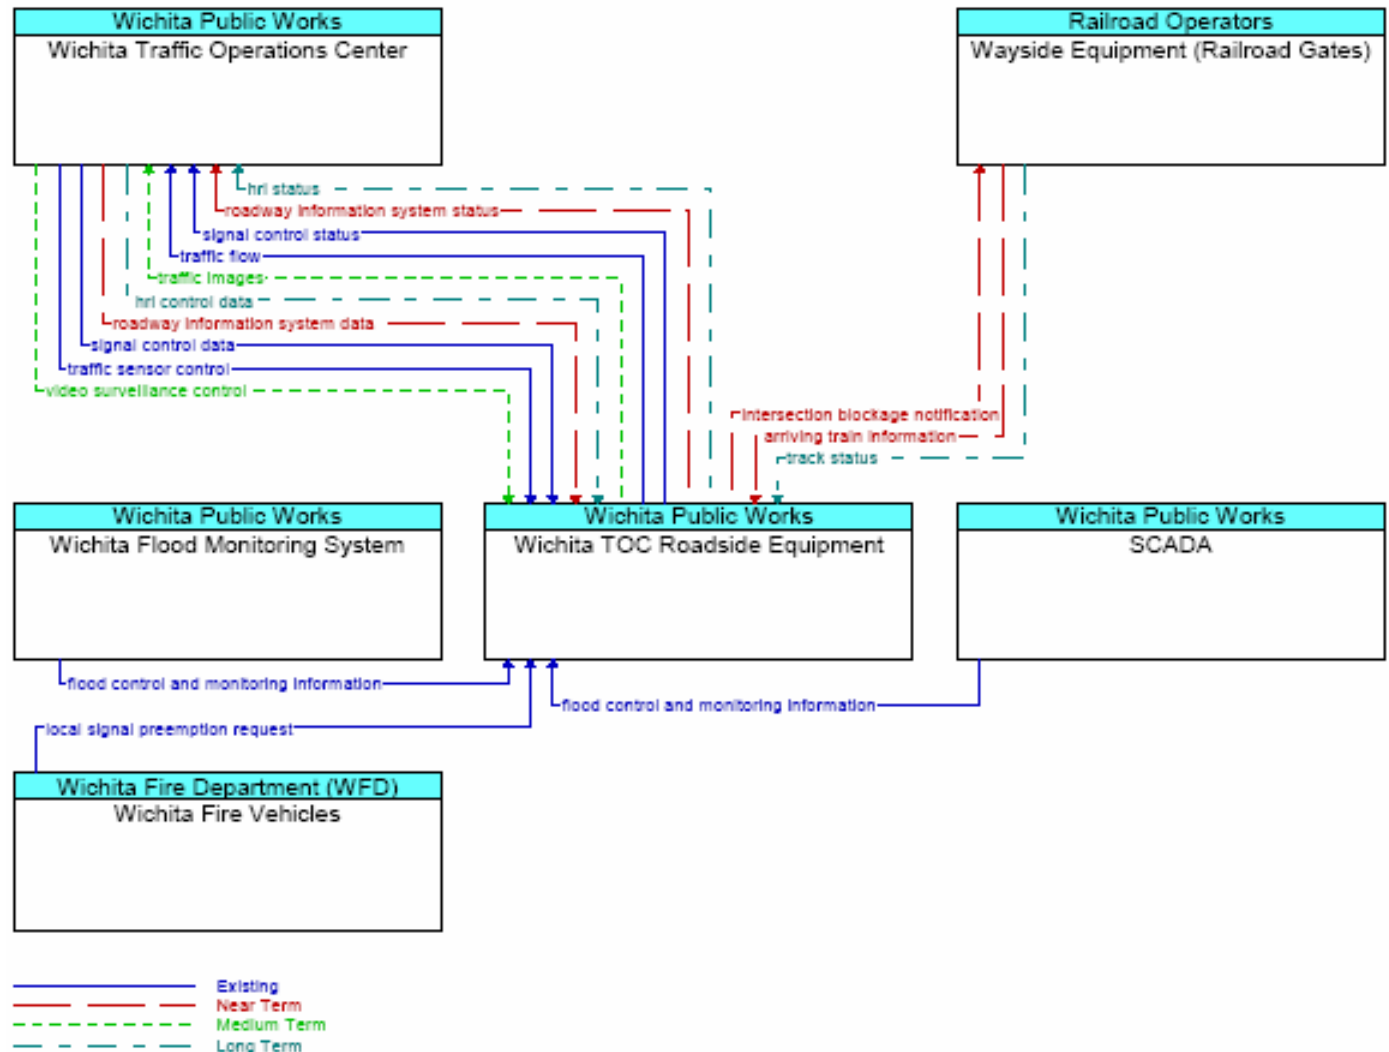 Wichita Public Works
Wichita Traffic Operations Center
Railroad Operators
Wayside Equipment (Railroad Gates)
hri status
roadway information system status
signal control status
traffic flow
traffic images
hri control data
roadway information system data
signal control data
traffic sensor control
video surveillance control
intersection blockage notification
arriving train information
track status
Wichita Public Works
Wichita Flood Monitoring System
Wichita Public Works
Wichita TOC Roadside Equipment
Wichita Public Works
SCADA
flood control and monitoring information
flood control and monitoring information
local signal preemption request
Wichita Fire Department (WFD)
Wichita Fire Vehicles
Existing
Near Term
Medium Term
Long Term